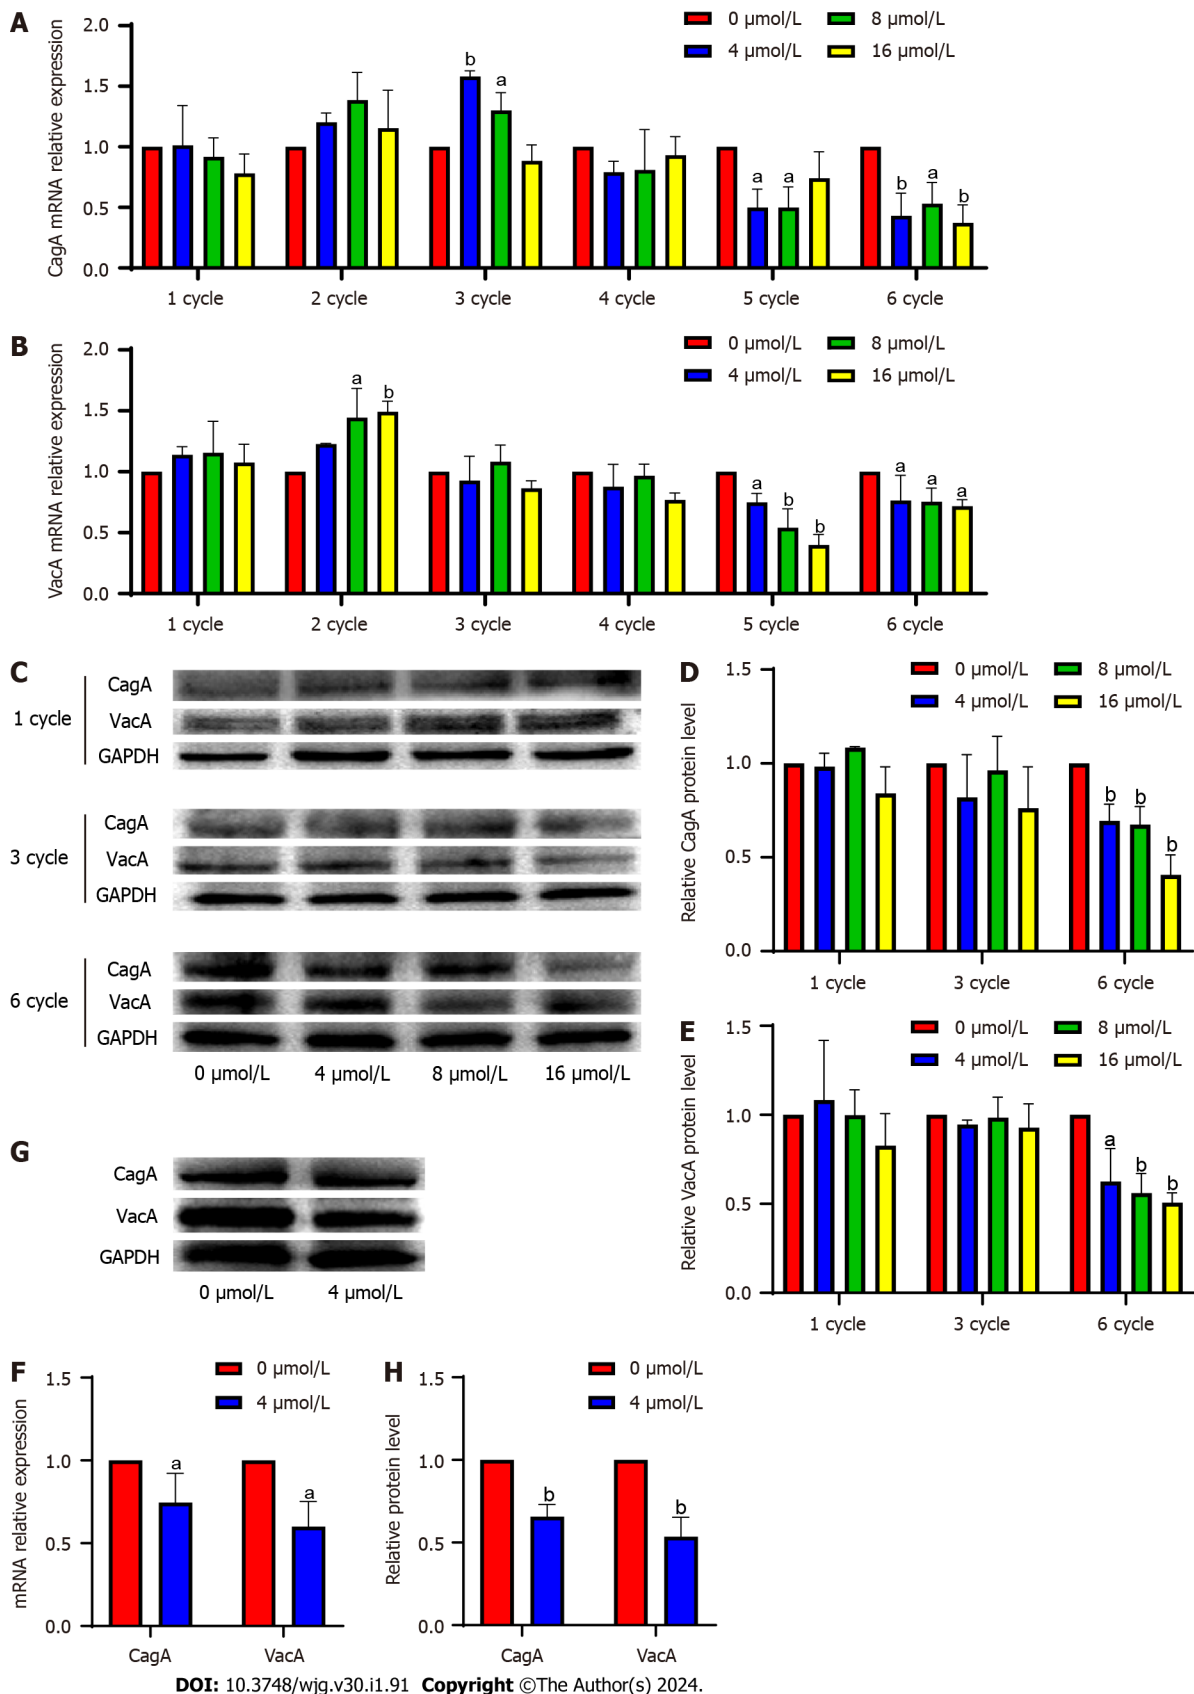 A
CagA mRNA relative expression
2.0
1.5
1.0
0.5
0.0
0 µmol/L
8 µmol/L
4 µmol/L
16 µmol/L
b
a
a
a
b
a
b
1 cycle
2 cycle
3 cycle
4 cycle
5 cycle
6 cycle
B
VacA mRNA relative expression
2.0
1.5
1.0
0.5
0.0
0 µmol/L
8 µmol/L
4 µmol/L
16 µmol/L
a
b
a
b
b
a
a
a
1 cycle
2 cycle
3 cycle
4 cycle
5 cycle
6 cycle
C
1 cycle
CagA
VacA
GAPDH
3 cycle
CagA
VacA
GAPDH
6 cycle
CagA
VacA
GAPDH
0 µmol/L
4 µmol/L
8 µmol/L
16 µmol/L
D
Relative CagA protein level
1.5
1.0
0.5
0.0
0 µmol/L
8 µmol/L
4 µmol/L
16 µmol/L
b
b
b
1 cycle
3 cycle
6 cycle
E
Relative VacA protein level
1.5
1.0
0.5
0.0
0 µmol/L
8 µmol/L
4 µmol/L
16 µmol/L
a
b
b
1 cycle
3 cycle
6 cycle
G
CagA
VacA
GAPDH
0 µmol/L
4 µmol/L
F
mRNA relative expression
1.5
1.0
0.5
0.0
0 µmol/L
4 µmol/L
a
a
CagA
VacA
H
Relative protein level
1.5
1.0
0.5
0.0
0 µmol/L
4 µmol/L
b
b
CagA
VacA
DOI: 10.3748/wjg.v30.i1.91 Copyright ©The Author(s) 2024.